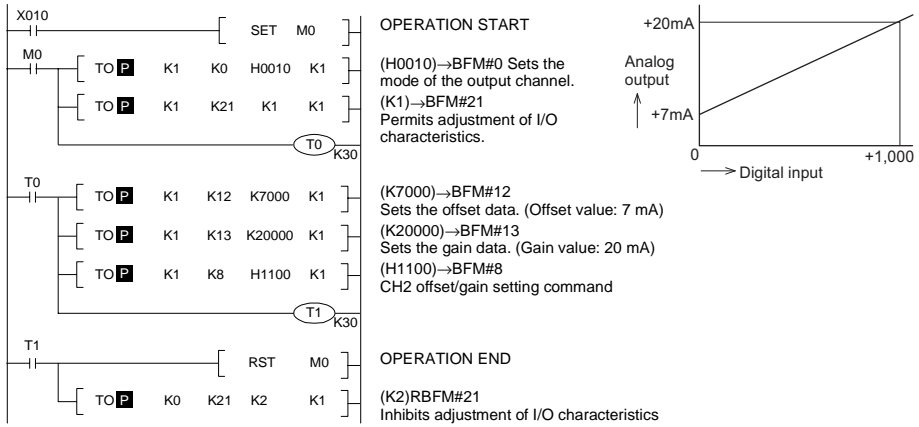 X010
SET M0
OPERATION START
M0
TO P K1 K0 H0010 K1
(H0010)→BFM#0 Sets the
mode of the output channel.
TO P K1 K21 K1 K1
(K1)→BFM#21
Permits adjustment of I/O
characteristics.
T0
K30
T0
TO P K1 K12 K7000 K1
(K7000)→BFM#12
Sets the offset data. (Offset value: 7 mA)
TO P K1 K13 K20000 K1
(K20000)→BFM#13
Sets the gain data. (Gain value: 20 mA)
TO P K1 K8 H1100 K1
(H1100)→BFM#8
CH2 offset/gain setting command
T1
K30
T1
RST M0
OPERATION END
TO P K0 K21 K2 K1
(K2)RBFM#21
Inhibits adjustment of I/O characteristics
+20mA
Analog
output
+7mA
0
+1,000
Digital input